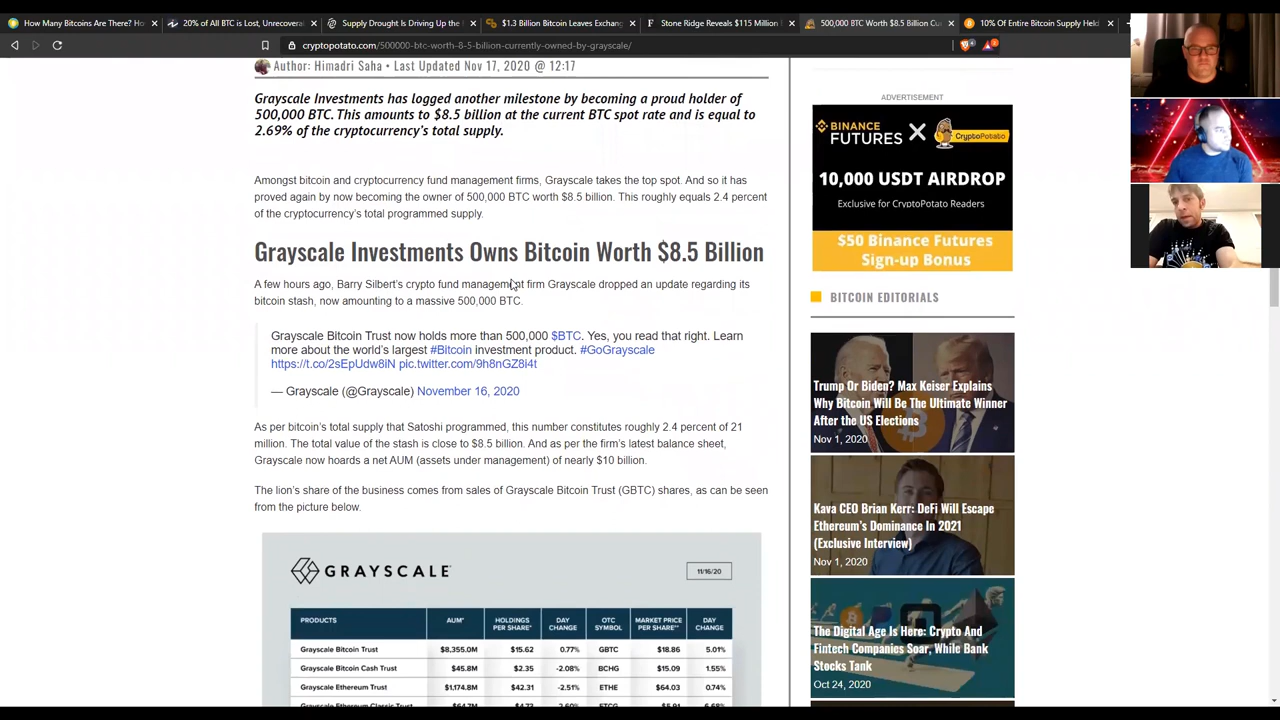 How Many Bitcoins Are There? Ho
20% of All BTC is Lost, Unrecoverab
Supply Drought Is Driving Up the
$1.3 Billion Bitcoin Leaves Exchang
Stone Ridge Reveals $115 Million
500,000 BTC Worth $8.5 Billion Cu
10% Of Entire Bitcoin Supply Held
cryptopotato.com/500000-btc-worth-8-5-billion-currently-owned-by-grayscale/
Author: Himadri Saha • Last Updated Nov 17, 2020 @ 12:17
Grayscale Investments has logged another milestone by becoming a proud holder of
500,000 BTC. This amounts to $8.5 billion at the current BTC spot rate and is equal to
2.69% of the cryptocurrency's total supply.
Amongst bitcoin and cryptocurrency fund management firms, Grayscale takes the top spot. And so it has
proved again by now becoming the owner of 500,000 BTC worth $8.5 billion. This roughly equals 2.4 percent
of the cryptocurrency's total programmed supply.
Grayscale Investments Owns Bitcoin Worth $8.5 Billion
A few hours ago, Barry Silbert's crypto fund management firm Grayscale dropped an update regarding its
bitcoin stash, now amounting to a massive 500,000 BTC.
Grayscale Bitcoin Trust now holds more than 500,000 $BTC. Yes, you read that right. Learn
more about the world's largest #Bitcoin investment product. #GoGrayscale
https://t.co/2sEpUdw8iN pic.twitter.com/9h8nGZ8i4t
— Grayscale (@Grayscale) November 16, 2020
As per bitcoin's total supply that Satoshi programmed, this number constitutes roughly 2.4 percent of 21
million. The total value of the stash is close to $8.5 billion. And as per the firm's latest balance sheet,
Grayscale now hoards a net AUM (assets under management) of nearly $10 billion.
The lion's share of the business comes from sales of Grayscale Bitcoin Trust (GBTC) shares, as can be seen
from the picture below.
GRAYSCALE
11/16/20
PRODUCTS AUM* HOLDINGS PER SHARE* DAY CHANGE OTC SYMBOL MARKET PRICE PER SHARE** DAY CHANGE
Grayscale Bitcoin Trust $8,355.0M $15.62 0.77% GBTC $18.86 5.01%
Grayscale Bitcoin Cash Trust $45.8M $2.35 -2.08% BCHG $15.09 1.55%
Grayscale Ethereum Trust $1,174.8M $42.31 -2.51% ETHE $64.03 0.74%
Grayscale Ethereum Classic Trust
ADVERTISEMENT
BINANCE
FUTURES
CryptoPotato
10,000 USDT AIRDROP
Exclusive for CryptoPotato Readers
$50 Binance Futures
Sign-up Bonus
BITCOIN EDITORIALS
Trump Or Biden? Max Keiser Explains
Why Bitcoin Will Be The Ultimate Winner
After the US Elections
Nov 1, 2020
Kava CEO Brian Kerr: DeFi Will Escape
Ethereum's Dominance In 2021
(Exclusive Interview)
Nov 1, 2020
The Digital Age Is Here: Crypto And
Fintech Companies Soar, While Bank
Stocks Tank
Oct 24, 2020